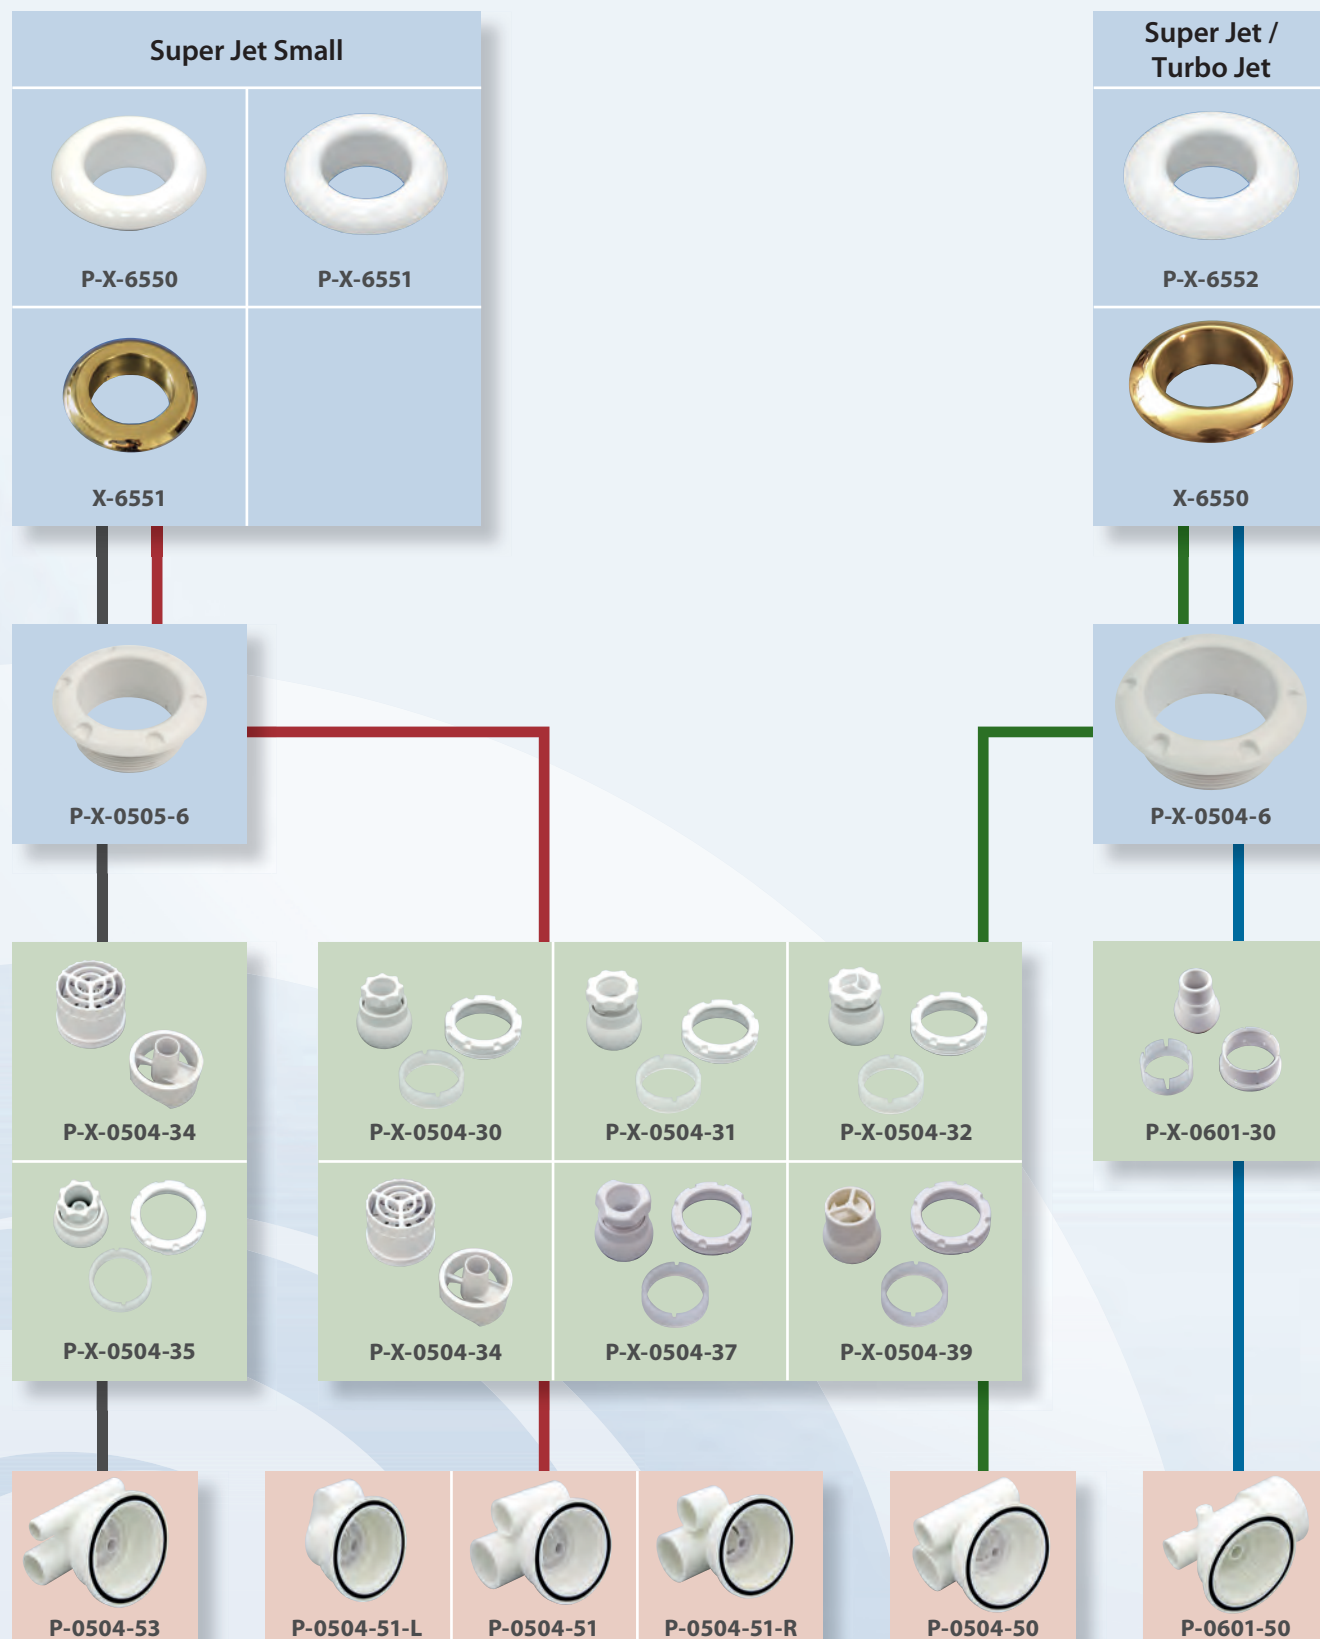 Super Jet Small
Super Jet /
Turbo Jet
P-X-6550
P-X-6551
P-X-6552
X-6551
X-6550
P-X-0505-6
P-X-0504-6
P-X-0504-34
P-X-0504-30
P-X-0504-31
P-X-0504-32
P-X-0601-30
P-X-0504-35
P-X-0504-34
P-X-0504-37
P-X-0504-39
P-0504-53
P-0504-51-L
P-0504-51
P-0504-51-R
P-0504-50
P-0601-50